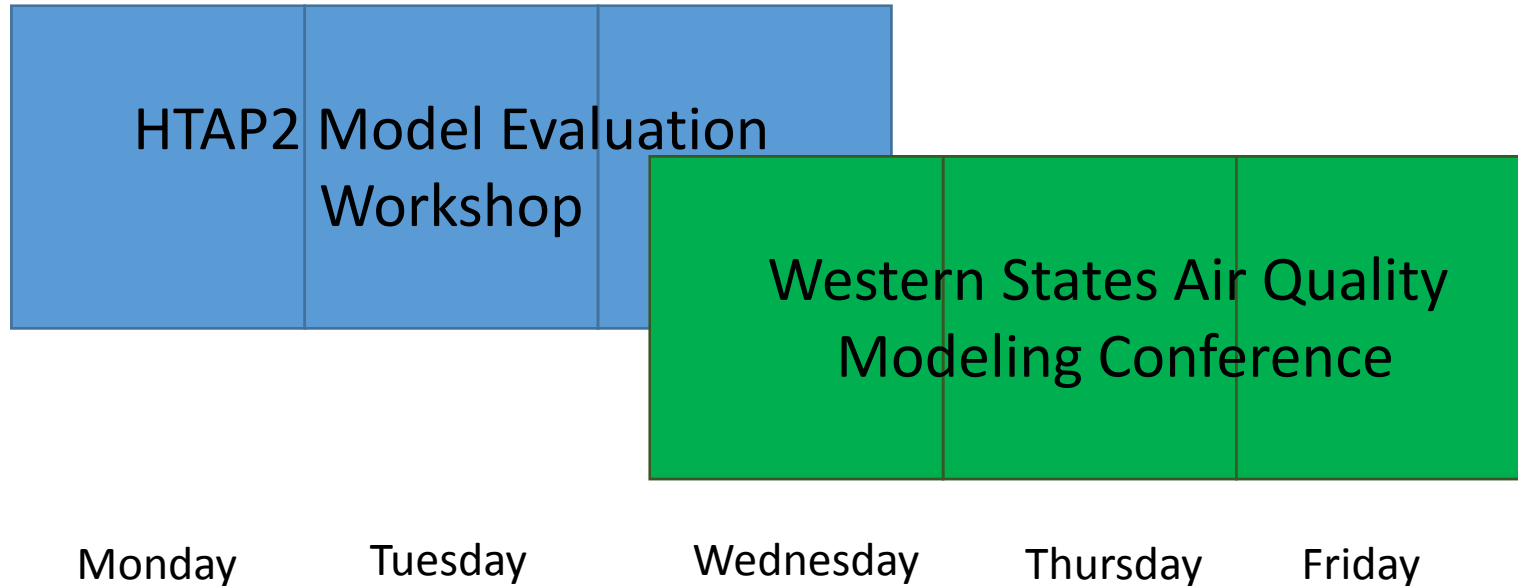 HTAP2 Model Evaluation
Workshop
Western States Air Quality
Modeling Conference
Monday Tuesday Wednesday Thursday Friday